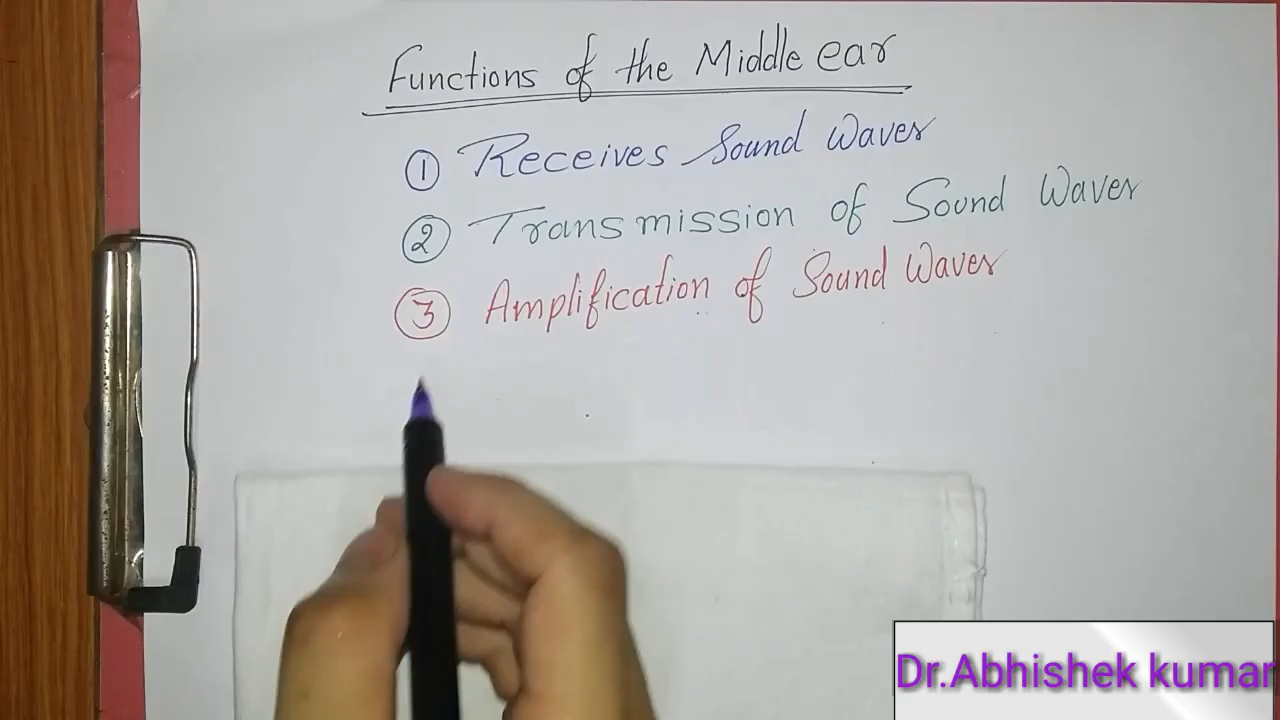 Functions of the Middle ear
① Receives Sound Waves
② Transmission of Sound Waves
③ Amplification of Sound Waves
Dr.Abhishek kumar